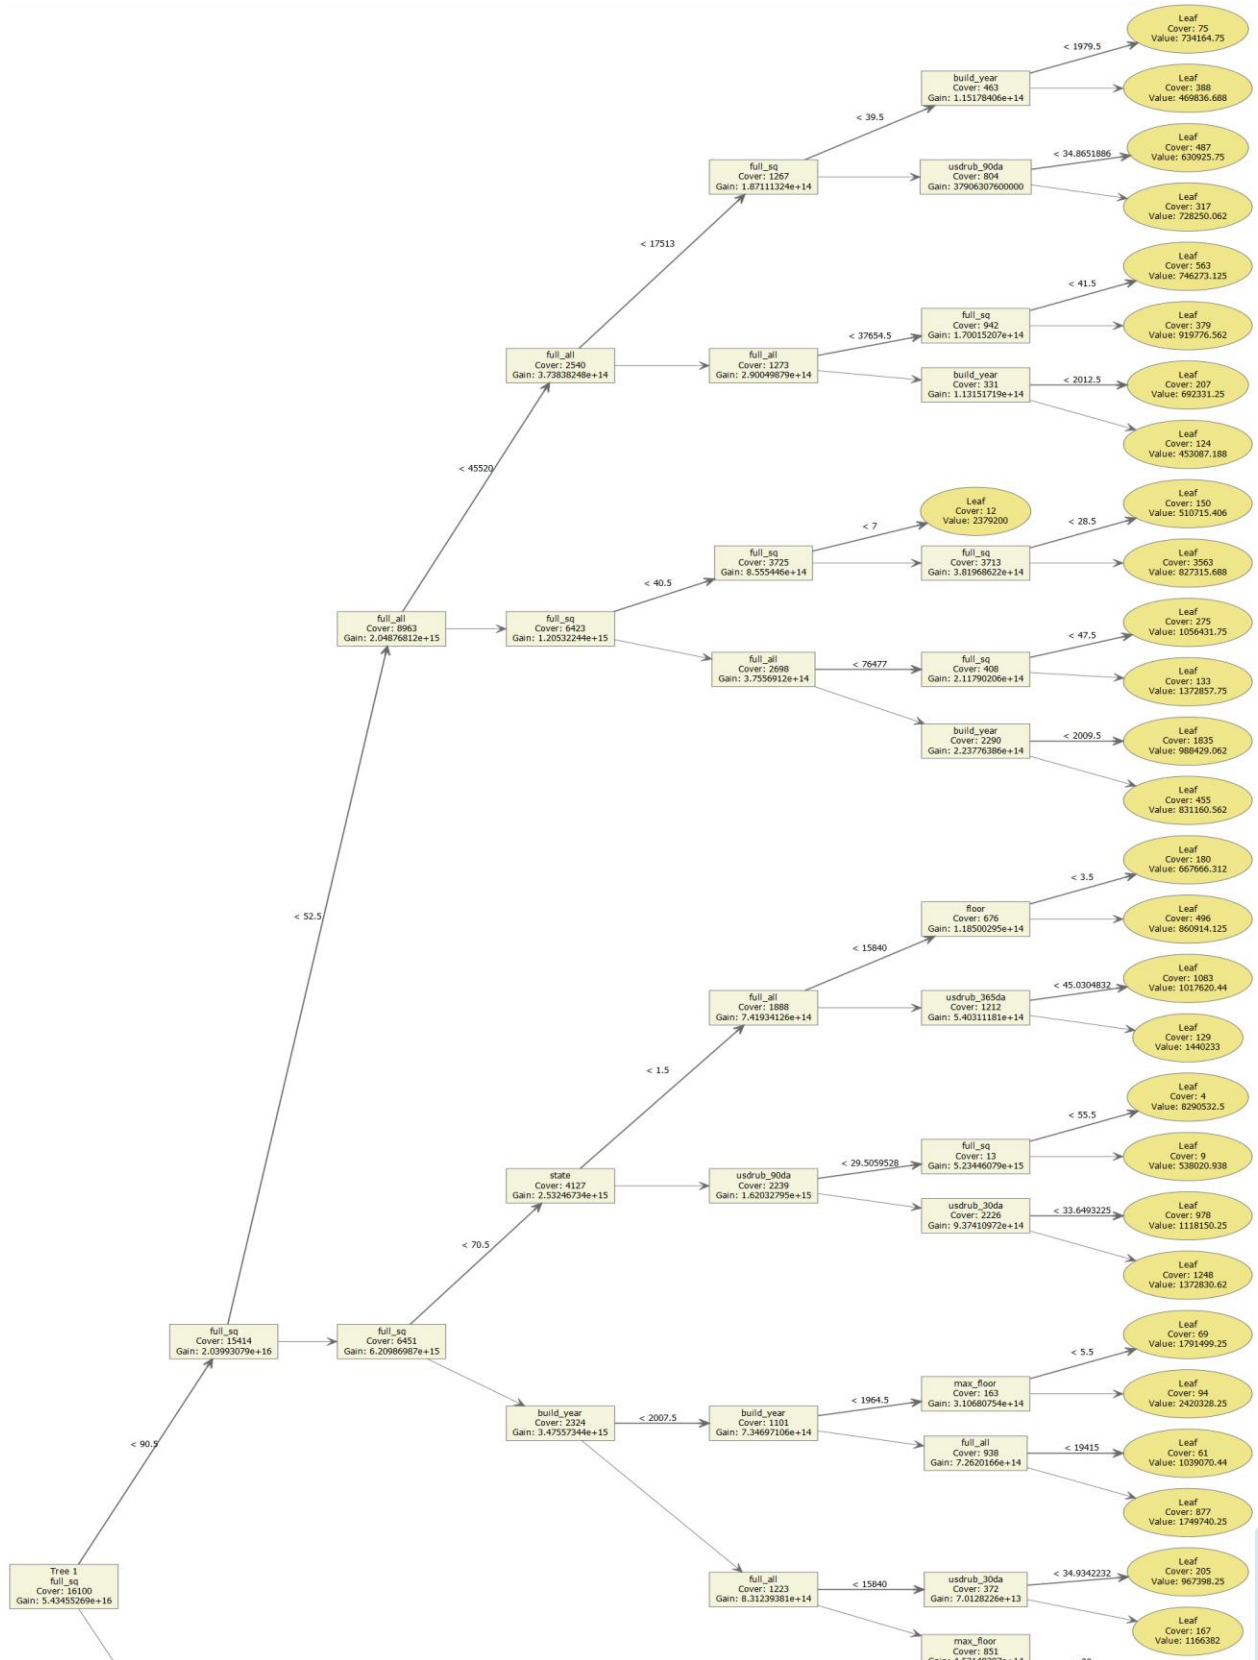 Leaf
Cover: 75
Value: 734164.75
< 1979.5
build_year
Cover: 463
Gain: 1.15178406e+14
Leaf
Cover: 388
Value: 469836.688
< 39.5
Leaf
Cover: 487
Value: 630925.75
< 34.8651886
full_sq
Cover: 1267
Gain: 1.87111324e+14
usdrub_90da
Cover: 804
Gain: 37906307600000
Leaf
Cover: 317
Value: 728250.062
< 17513
Leaf
Cover: 563
Value: 746273.125
< 41.5
full_sq
Cover: 942
Gain: 1.70015207e+14
Leaf
Cover: 379
Value: 919776.562
< 37654.5
full_all
Cover: 2540
Gain: 3.73838248e+14
full_all
Cover: 1273
Gain: 2.90049879e+14
build_year
Cover: 331
Gain: 1.13151719e+14
< 2012.5
Leaf
Cover: 207
Value: 692331.25
Leaf
Cover: 124
Value: 453087.188
< 45520
Leaf
Cover: 12
Value: 2379200
Leaf
Cover: 150
Value: 510715.406
< 7
< 28.5
full_sq
Cover: 3725
Gain: 8.555446e+14
full_sq
Cover: 3713
Gain: 3.81968622e+14
Leaf
Cover: 3563
Value: 827315.688
< 40.5
full_all
Cover: 8963
Gain: 2.04876812e+15
full_sq
Cover: 6423
Gain: 1.20532244e+15
Leaf
Cover: 275
Value: 1056431.75
< 47.5
full_all
Cover: 2698
Gain: 3.7556912e+14
< 76477
full_sq
Cover: 408
Gain: 2.11790206e+14
Leaf
Cover: 133
Value: 1372857.75
build_year
Cover: 2290
Gain: 2.23776386e+14
< 2009.5
Leaf
Cover: 1835
Value: 988429.062
Leaf
Cover: 455
Value: 831160.562
Leaf
Cover: 180
Value: 667666.312
< 3.5
< 52.5
floor
Cover: 676
Gain: 1.18500295e+14
Leaf
Cover: 496
Value: 860914.125
< 15840
Leaf
Cover: 1083
Value: 1017620.44
< 45.0304832
full_all
Cover: 1888
Gain: 7.41934126e+14
usdrub_365da
Cover: 1212
Gain: 5.40311181e+14
Leaf
Cover: 129
Value: 1440233
< 1.5
Leaf
Cover: 4
Value: 8290532.5
< 55.5
full_sq
Cover: 13
Gain: 5.23446079e+15
Leaf
Cover: 9
Value: 538020.938
< 29.5059528
state
Cover: 4127
Gain: 2.53246734e+15
usdrub_90da
Cover: 2239
Gain: 1.62032795e+15
usdrub_30da
Cover: 2226
Gain: 9.37410972e+14
< 33.6493225
Leaf
Cover: 978
Value: 1118150.25
< 70.5
Leaf
Cover: 1248
Value: 1372830.62
full_sq
Cover: 15414
Gain: 2.03993079e+16
full_sq
Cover: 6451
Gain: 6.20986987e+15
Leaf
Cover: 69
Value: 1791499.25
< 5.5
max_floor
Cover: 163
Gain: 3.10680754e+14
Leaf
Cover: 94
Value: 2420328.25
< 1964.5
build_year
Cover: 2324
Gain: 3.47557344e+15
< 2007.5
build_year
Cover: 1101
Gain: 7.34697106e+14
< 90.5
full_all
Cover: 938
Gain: 7.2620166e+14
< 19415
Leaf
Cover: 61
Value: 1039070.44
Leaf
Cover: 877
Value: 1749740.25
Tree 1
full_sq
Cover: 16100
Gain: 5.43455269e+16
full_all
Cover: 1223
Gain: 8.31239381e+14
< 15840
usdrub_30da
Cover: 372
Gain: 7.0128226e+13
< 34.9342232
Leaf
Cover: 205
Value: 967398.25
Leaf
Cover: 167
Value: 1166382
max_floor
Cover: 851